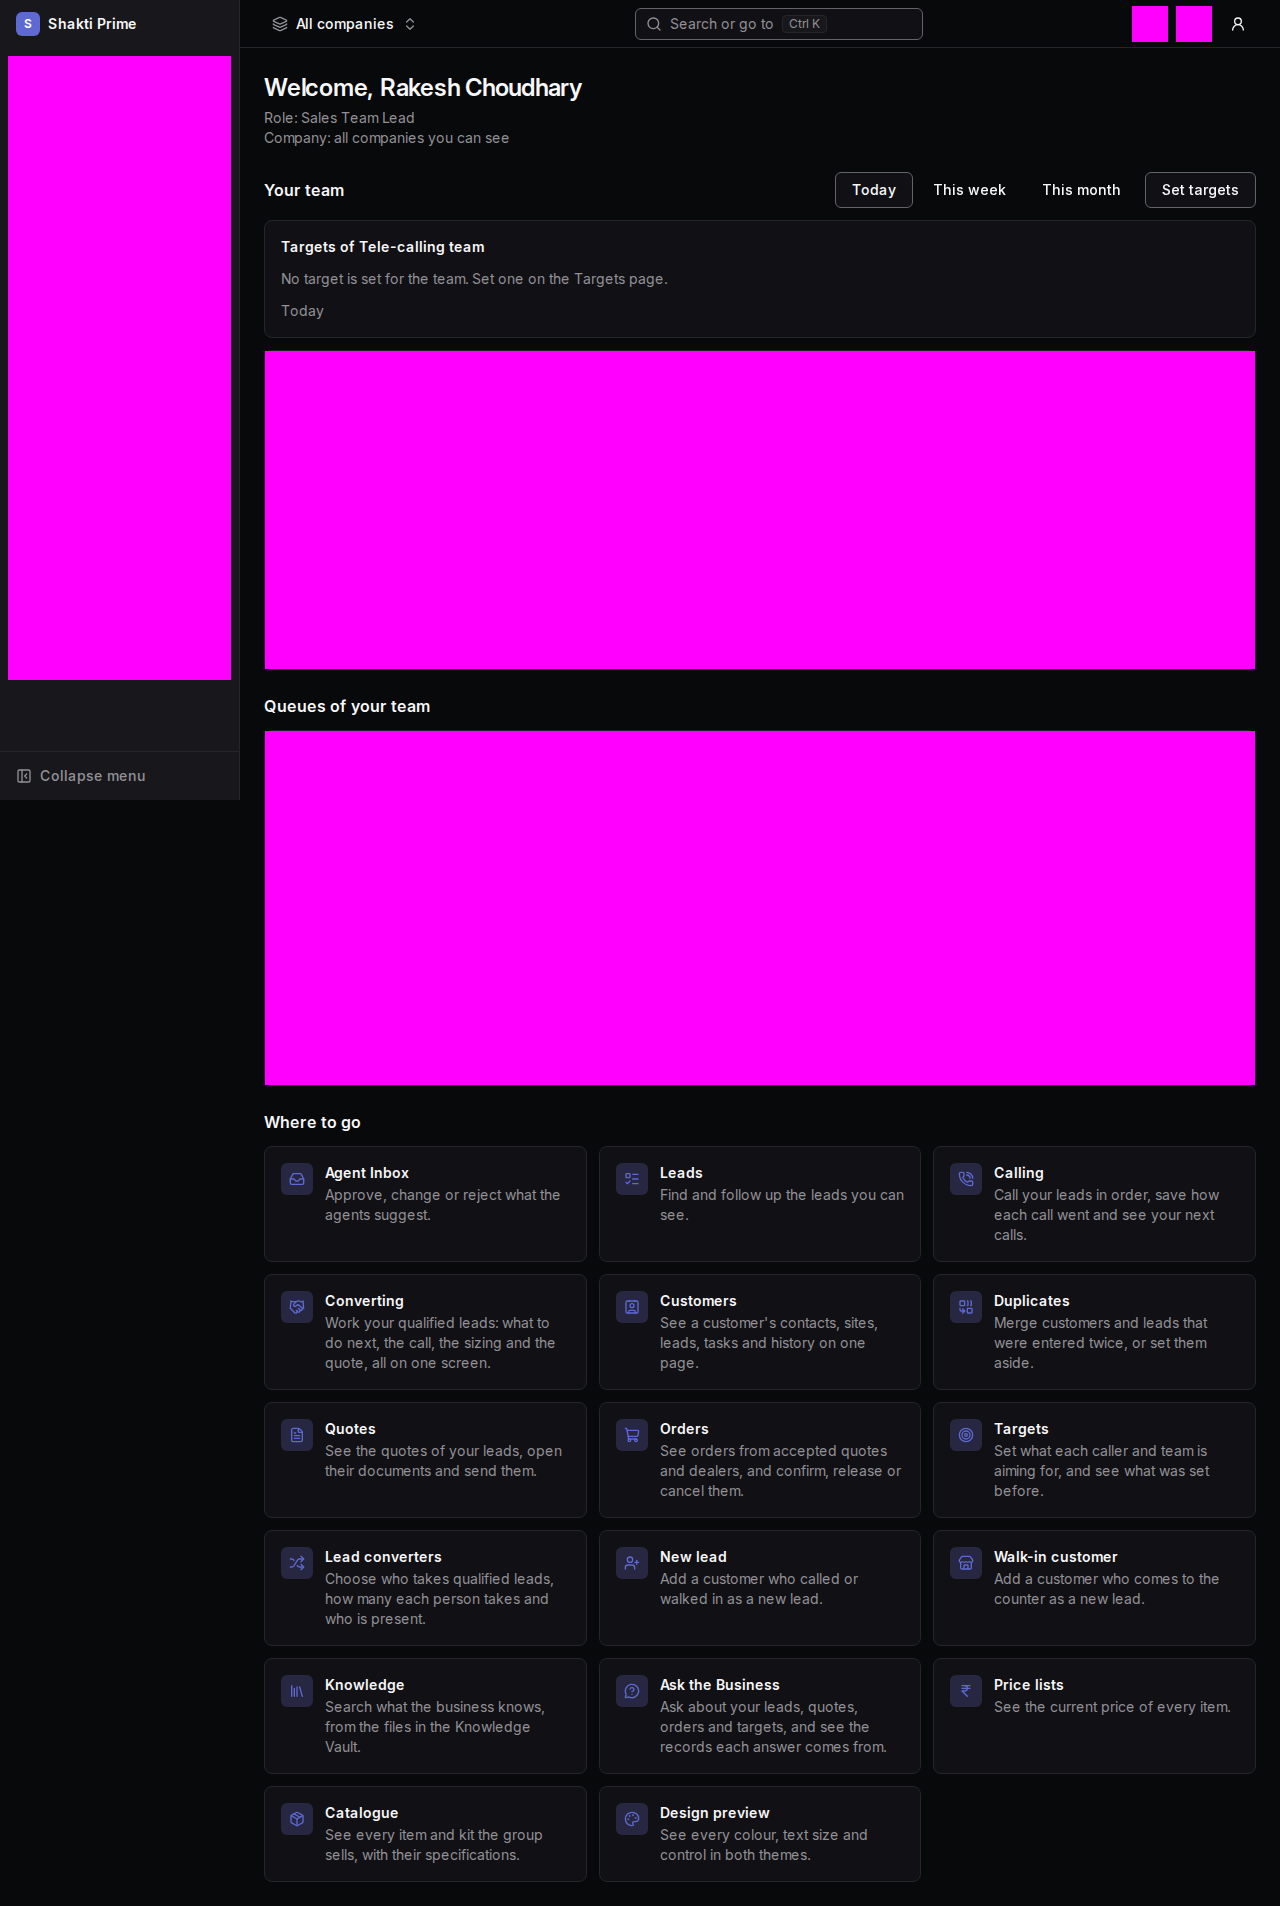 S Shakti Prime
All companies
Search or go to Ctrl K
Welcome, Rakesh Choudhary
Role: Sales Team Lead
Company: all companies you can see
Your team
Today
This week
This month
Set targets
Targets of Tele-calling team
No target is set for the team. Set one on the Targets page.
Today
Queues of your team
Collapse menu
Where to go
Agent Inbox
Approve, change or reject what the
agents suggest.
Leads
Find and follow up the leads you can
see.
Calling
Call your leads in order, save how
each call went and see your next
calls.
Converting
Work your qualified leads: what to
do next, the call, the sizing and the
quote, all on one screen.
Customers
See a customer's contacts, sites,
leads, tasks and history on one
page.
Duplicates
Merge customers and leads that
were entered twice, or set them
aside.
Quotes
See the quotes of your leads, open
their documents and send them.
Orders
See orders from accepted quotes
and dealers, and confirm, release or
cancel them.
Targets
Set what each caller and team is
aiming for, and see what was set
before.
Lead converters
Choose who takes qualified leads,
how many each person takes and
who is present.
New lead
Add a customer who called or
walked in as a new lead.
Walk-in customer
Add a customer who comes to the
counter as a new lead.
Knowledge
Search what the business knows,
from the files in the Knowledge
Vault.
Ask the Business
Ask about your leads, quotes,
orders and targets, and see the
records each answer comes from.
Price lists
See the current price of every item.
Catalogue
See every item and kit the group
sells, with their specifications.
Design preview
See every colour, text size and
control in both themes.